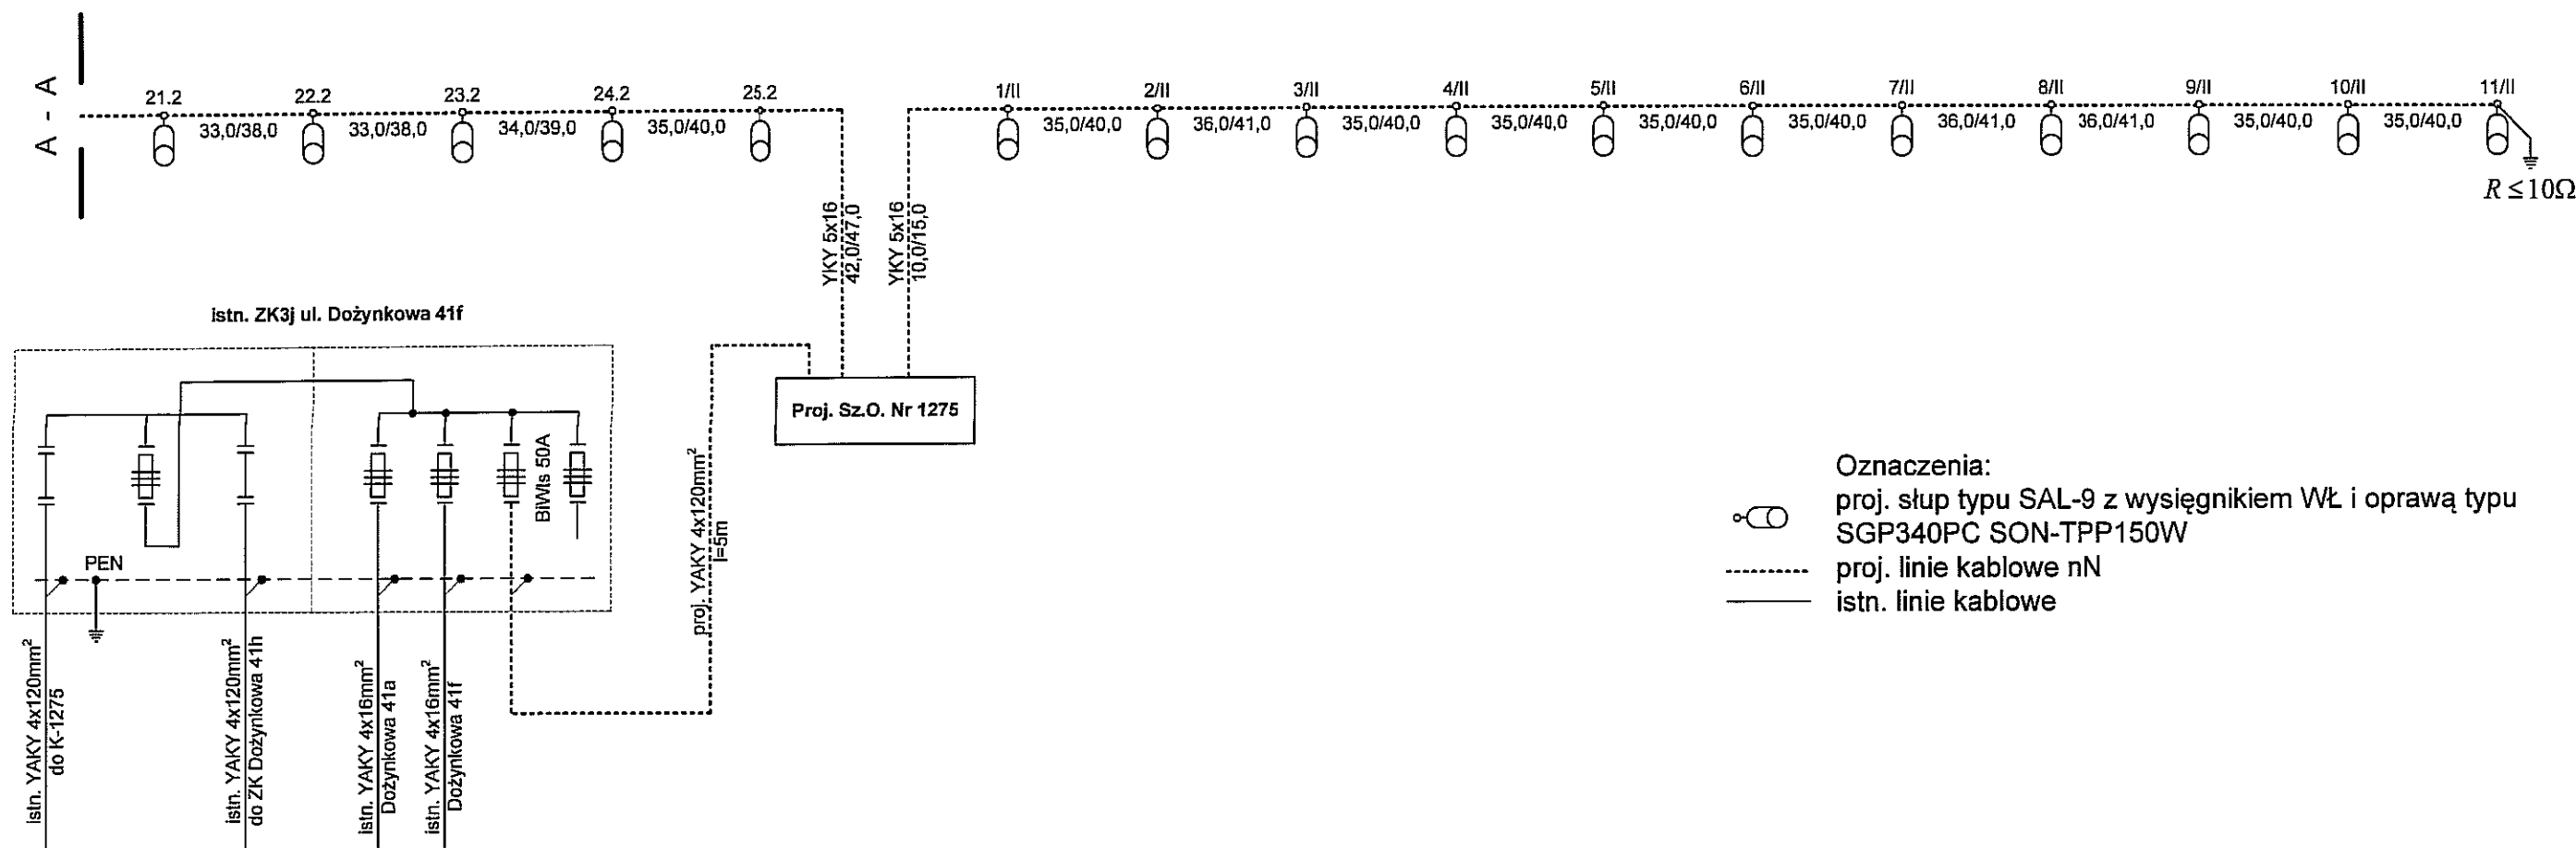 A - A
21.2
22.2
23.2
24.2
25.2
33,0/38,0
33,0/38,0
34,0/39,0
35,0/40,0
1/II
2/II
3/II
4/II
5/II
6/II
7/II
8/II
9/II
10/II
11/II
35,0/40,0
36,0/41,0
35,0/40,0
35,0/40,0
35,0/40,0
35,0/40,0
36,0/41,0
36,0/41,0
35,0/40,0
35,0/40,0
R ≤10Ω
YKY 5x16
42,0/47,0
YKY 5x16
10,0/15,0
istn. ZK3j ul. Dożynkowa 41f
Proj. Sz.O. Nr 1275
BiWts 50A
PEN
proj. YAKY 4x120mm²
l=5m
istn. YAKY 4x120mm²
do K-1275
istn. YAKY 4x120mm²
do ZK Dożynkowa 41h
istn. YAKY 4x16mm²
Dożynkowa 41a
istn. YAKY 4x16mm²
Dożynkowa 41f
Oznaczenia:
proj. słup typu SAL-9 z wysięgnikiem WŁ i oprawą typu
SGP340PC SON-TPP150W
proj. linie kablowe nN
istn. linie kablowe